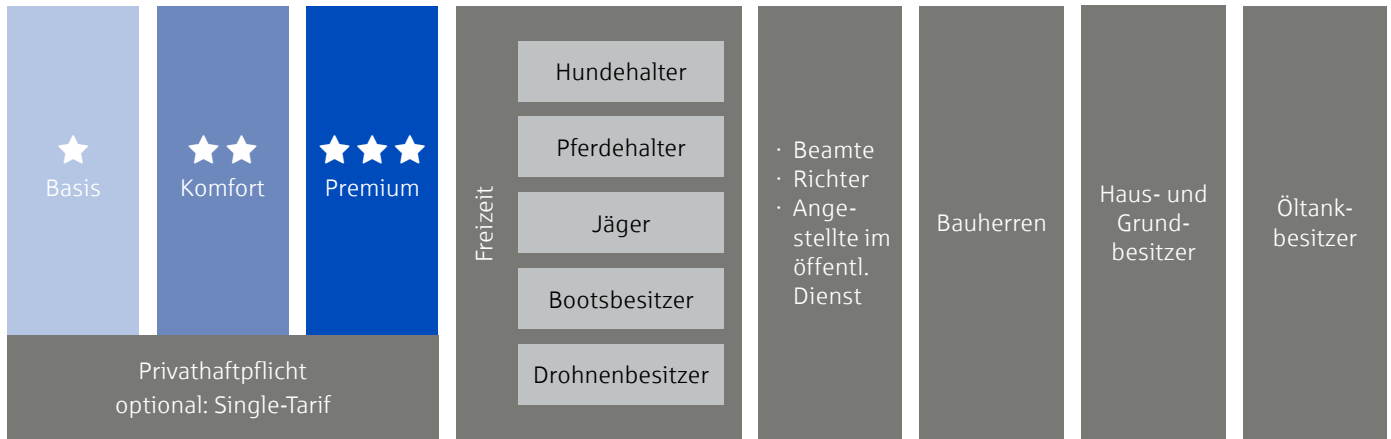 Basis
Komfort
Premium
Privathaftpflicht
optional: Single-Tarif
Freizeit
Hundehalter
Pferdehalter
Jäger
Bootsbesitzer
Drohnenbesitzer
· Beamte
· Richter
· Ange-
stellte im
öffentl.
Dienst
Bauherren
Haus- und
Grund-
besitzer
Öltank-
besitzer